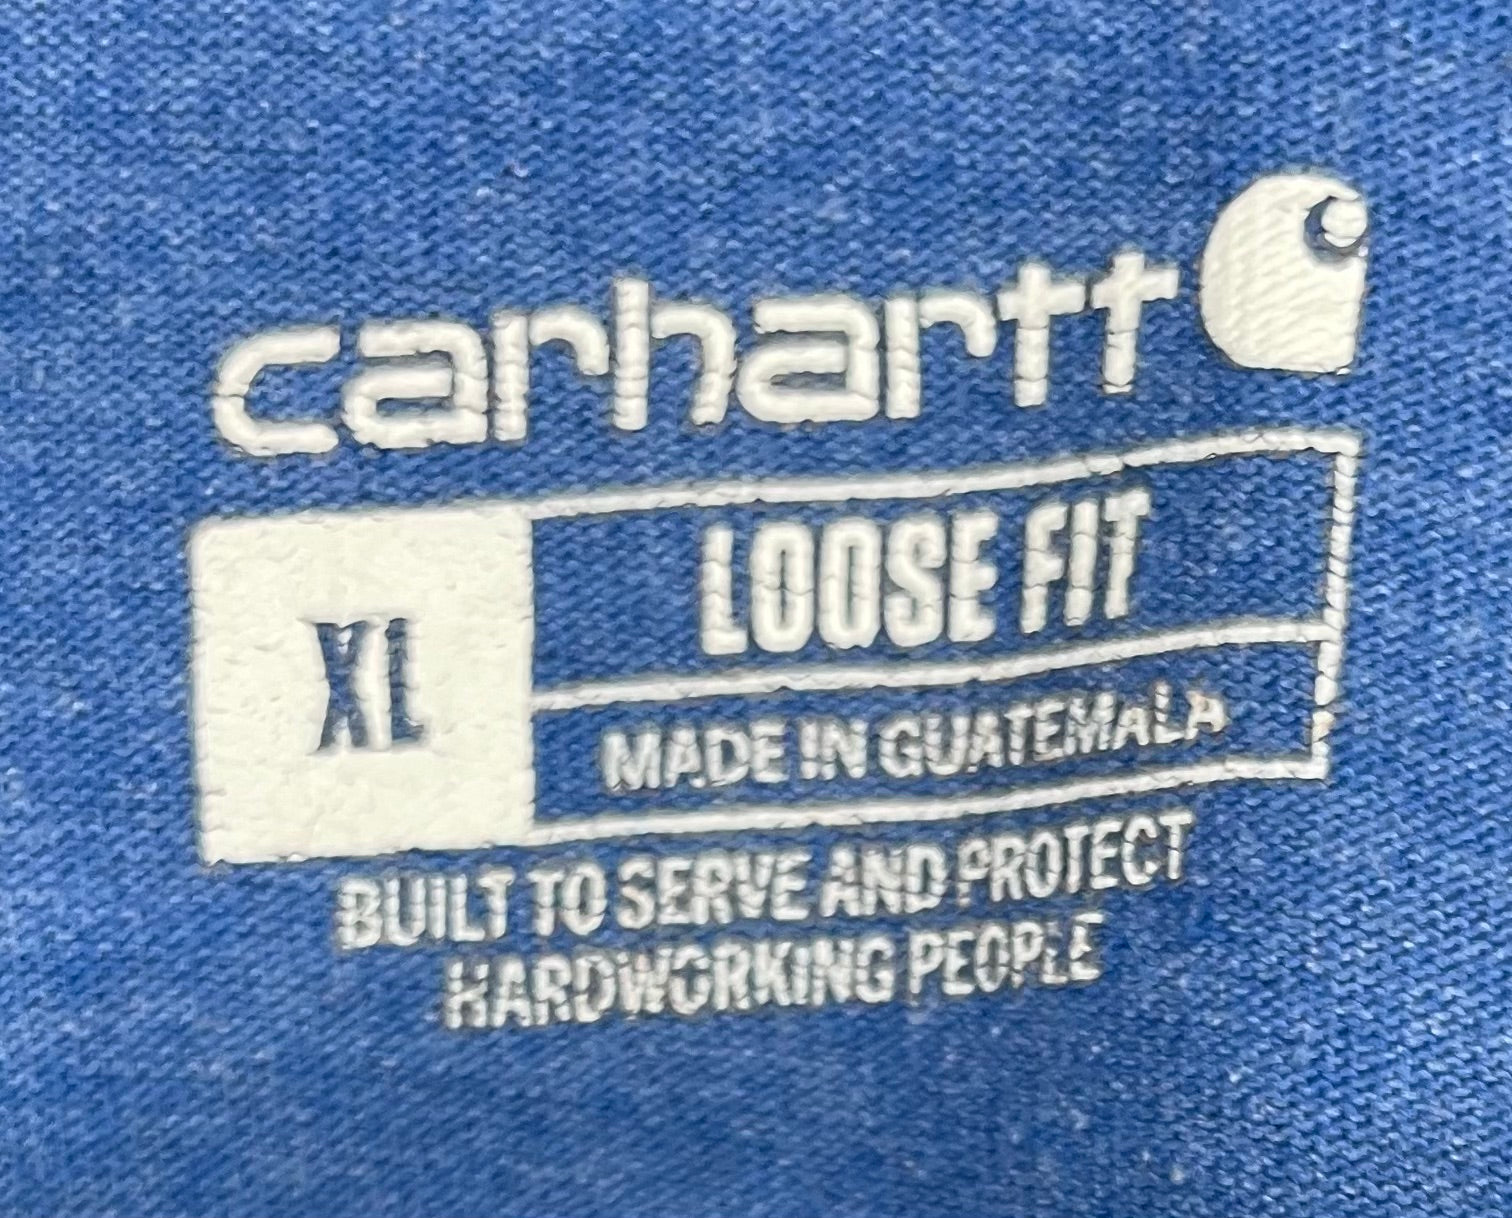 carhartt
XL
LOOSE FIT
MADE IN GUATEMALA
BUILT TO SERVE AND PROTECT
HARDWORKING PEOPLE